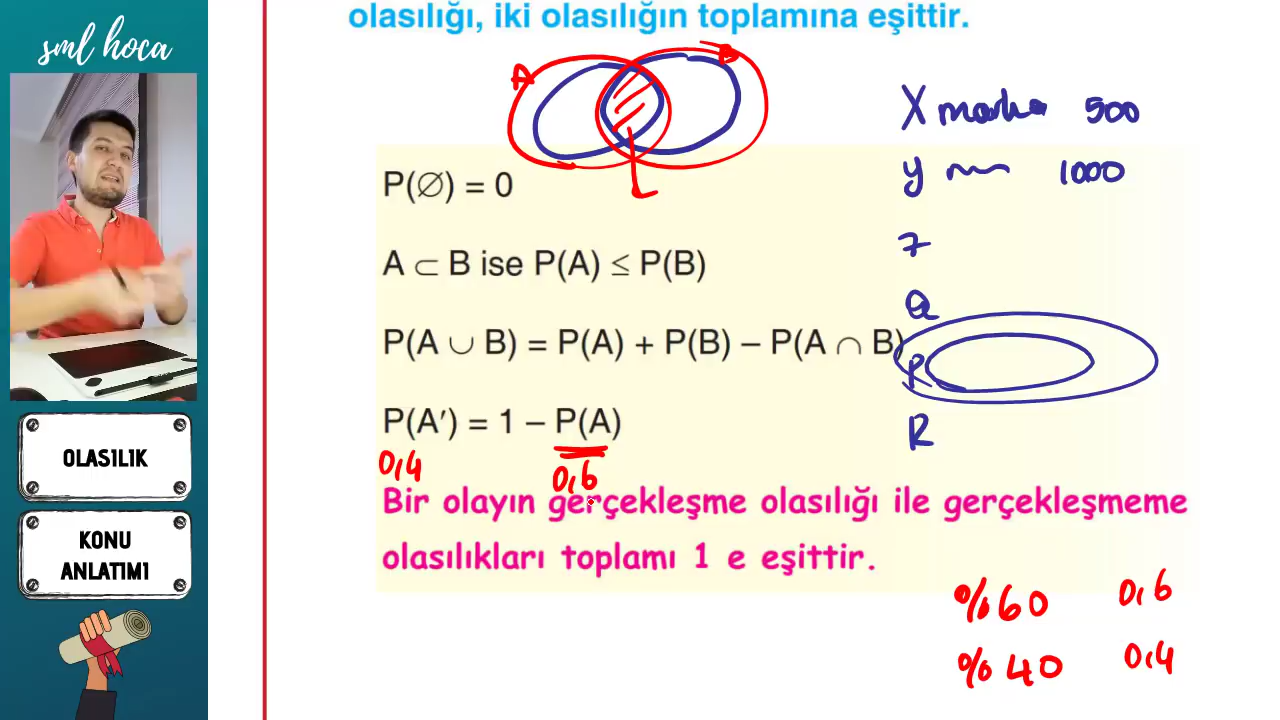 sml hoca
OLASILIK
KONU
ANLATIMI
olasılığı, iki olasılığın toplamına eşittir.
A
B
X marka 500
y 1000
P(∅) = 0
A ⊂ B ise P(A) ≤ P(B)
P(A ∪ B) = P(A) + P(B) − P(A ∩ B)
P(A′) = 1 − P(A)
0,4 0,6
Q
P
R
Bir olayın gerçekleşme olasılığı ile gerçekleşmeme
olasılıkları toplamı 1 e eşittir.
%60 0,6
%40 0,4